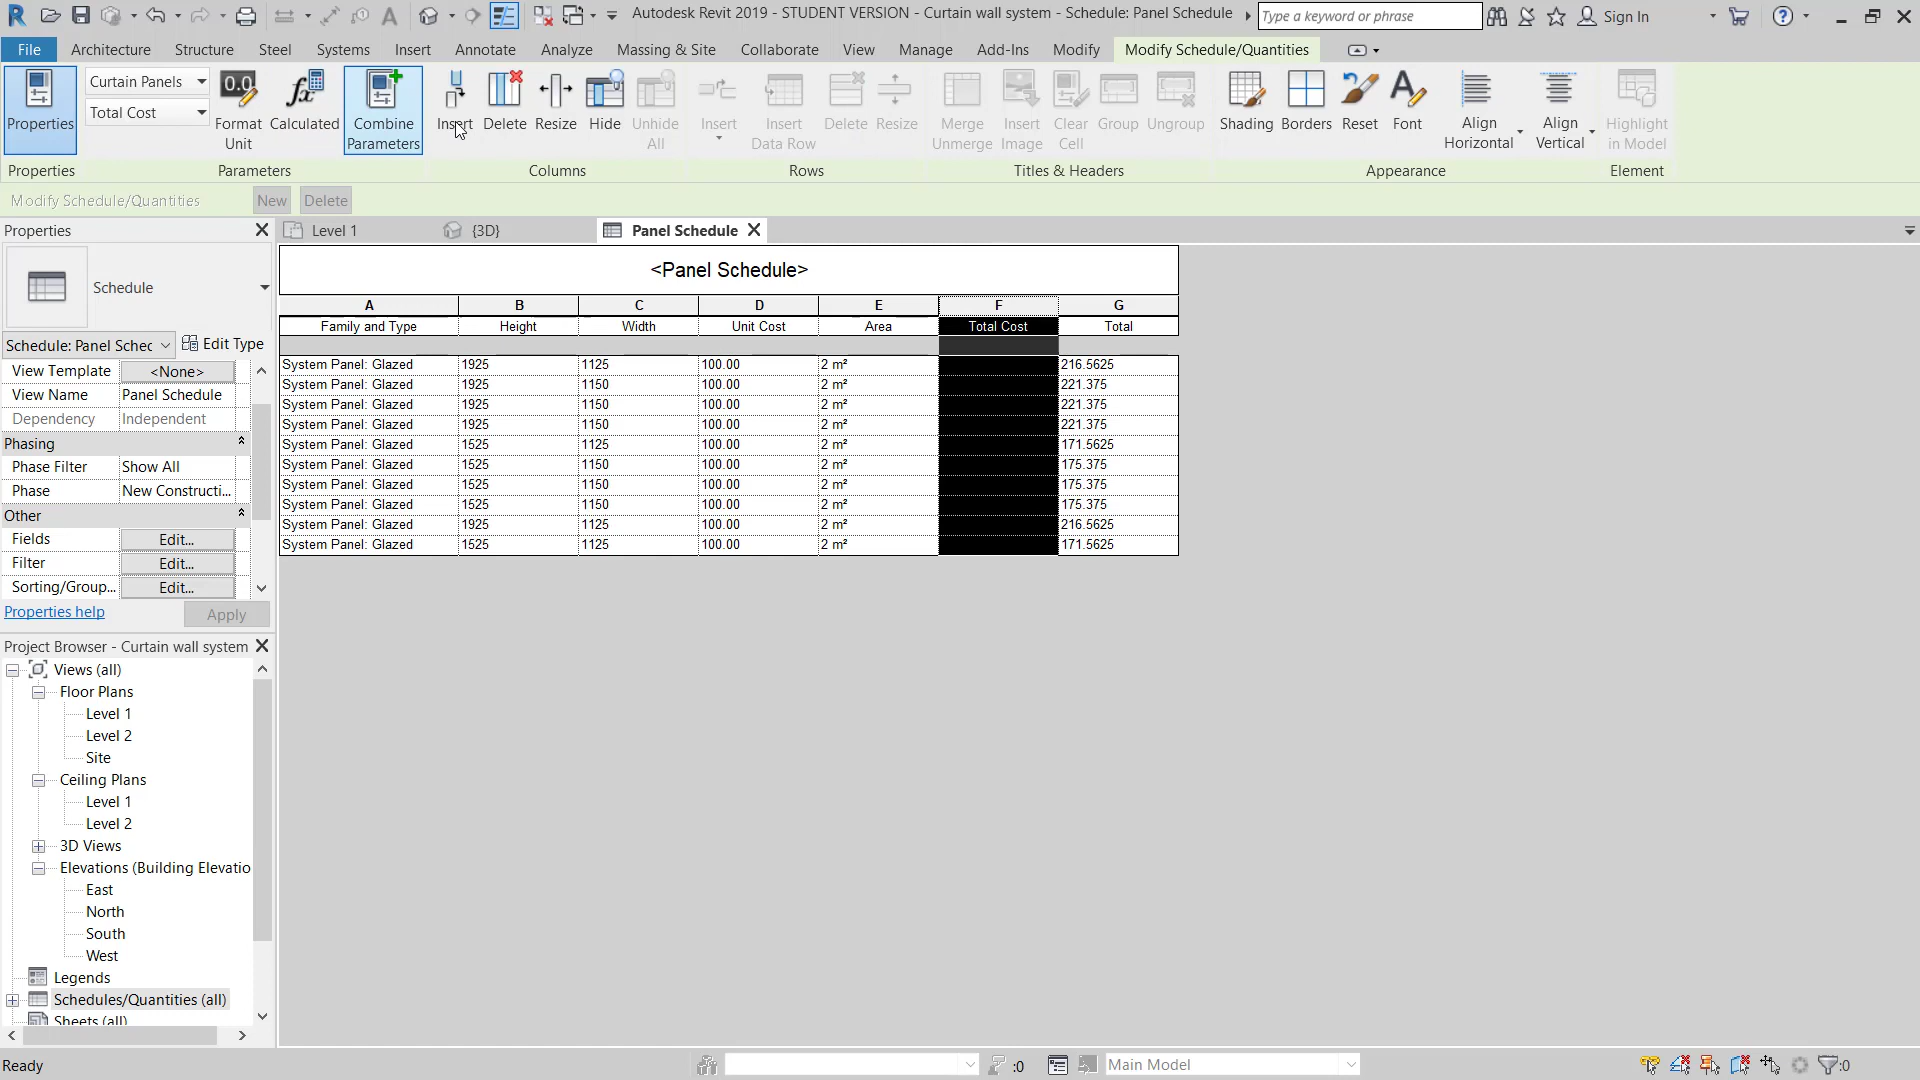 Autodesk Revit 2019 - STUDENT VERSION - Curtain wall system - Schedule: Panel Schedule
Type a keyword or phrase
Sign In
File Architecture Structure Steel Systems Insert Annotate Analyze Massing & Site Collaborate View Manage Add-Ins Modify Modify Schedule/Quantities
Properties
Curtain Panels
Total Cost
Format Unit
Calculated
Combine Parameters
Insert
Delete
Resize
Hide
Unhide All
Insert
Insert Data Row
Delete
Resize
Merge Unmerge
Insert Image
Clear Cell
Group
Ungroup
Shading
Borders
Reset
Font
Align Horizontal
Align Vertical
Highlight in Model
Properties Parameters Columns Rows Titles & Headers Appearance Element
Modify Schedule/Quantities New Delete
Properties
Level 1 {3D} Panel Schedule
Schedule
Schedule: Panel Schec Edit Type
View Template <None>
View Name Panel Schedule
Dependency Independent
Phasing
Phase Filter Show All
Phase New Constructi...
Other
Fields Edit...
Filter Edit...
Sorting/Group... Edit...
Properties help Apply
Project Browser - Curtain wall system
Views (all)
Floor Plans
Level 1
Level 2
Site
Ceiling Plans
Level 1
Level 2
3D Views
Elevations (Building Elevatio
East
North
South
West
Legends
Schedules/Quantities (all)
Sheets (all)
<Panel Schedule>
A B C D E F G
Family and Type Height Width Unit Cost Area Total Cost Total
System Panel: Glazed 1925 1125 100.00 2 m² 216.5625
System Panel: Glazed 1925 1150 100.00 2 m² 221.375
System Panel: Glazed 1925 1150 100.00 2 m² 221.375
System Panel: Glazed 1925 1150 100.00 2 m² 221.375
System Panel: Glazed 1525 1125 100.00 2 m² 171.5625
System Panel: Glazed 1525 1150 100.00 2 m² 175.375
System Panel: Glazed 1525 1150 100.00 2 m² 175.375
System Panel: Glazed 1525 1150 100.00 2 m² 175.375
System Panel: Glazed 1925 1125 100.00 2 m² 216.5625
System Panel: Glazed 1525 1125 100.00 2 m² 171.5625
Ready
:0
Main Model
:0